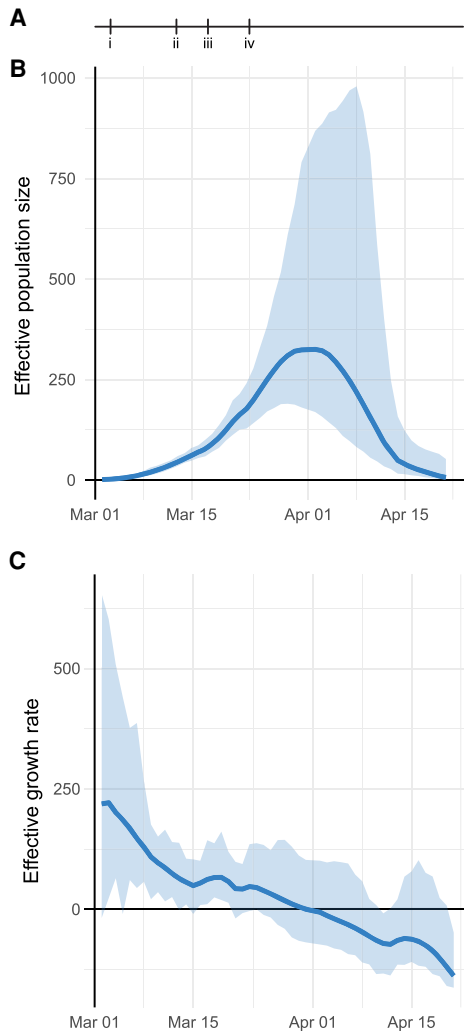 A
i ii iii iv
B
Effective population size
1000
750
500
250
0
Mar 01 Mar 15 Apr 01 Apr 15
C
Effective growth rate
500
250
0
Mar 01 Mar 15 Apr 01 Apr 15